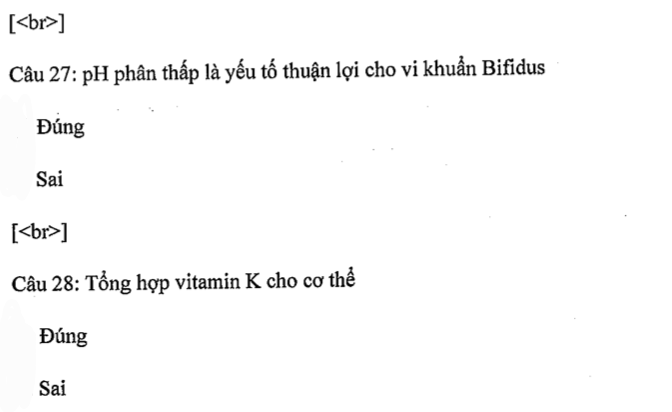 [<br>]
Câu 27: pH phân thấp là yếu tố thuận lợi cho vi khuẩn Bifidus
Đúng
Sai
[<br>]
Câu 28: Tổng hợp vitamin K cho cơ thể
Đúng
Sai